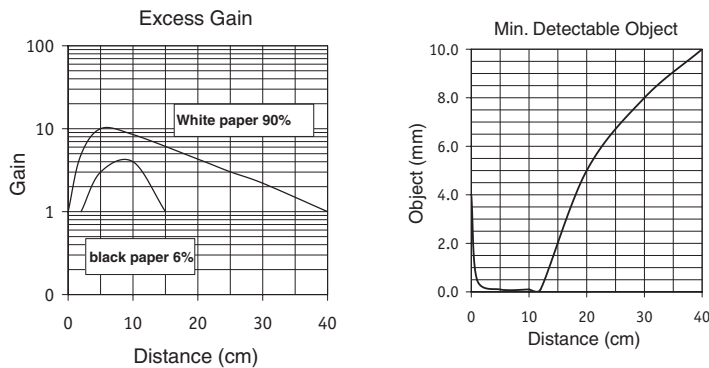 Excess Gain
100
10
1
0
Gain
White paper 90%
black paper 6%
0 10 20 30 40
Distance (cm)
Min. Detectable Object
10.0
8.0
6.0
4.0
2.0
0.0
Object (mm)
0 10 20 30 40
Distance (cm)